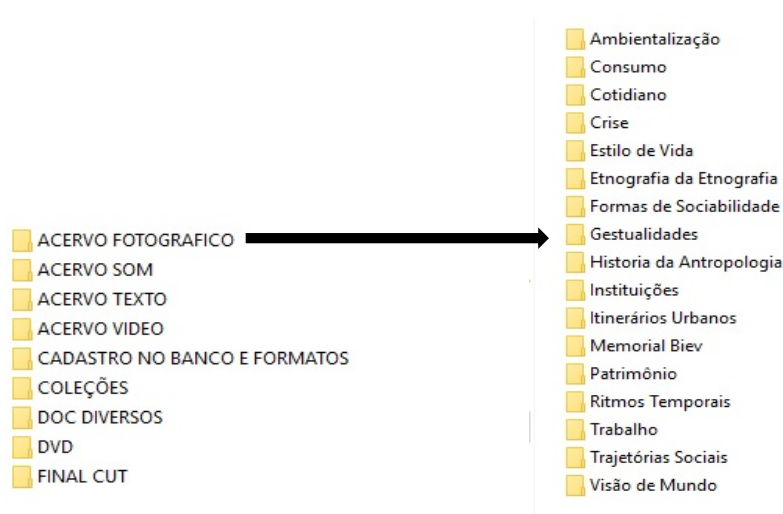 ACERVO FOTOGRAFICO
ACERVO SOM
ACERVO TEXTO
ACERVO VIDEO
CADASTRO NO BANCO E FORMATOS
COLEÇÕES
DOC DIVERSOS
DVD
FINAL CUT
Ambientalização
Consumo
Cotidiano
Crise
Estilo de Vida
Etnografia da Etnografia
Formas de Sociabilidade
Gestualidades
Historia da Antropologia
Instituições
Itinerários Urbanos
Memorial Biev
Patrimônio
Ritmos Temporais
Trabalho
Trajetórias Sociais
Visão de Mundo